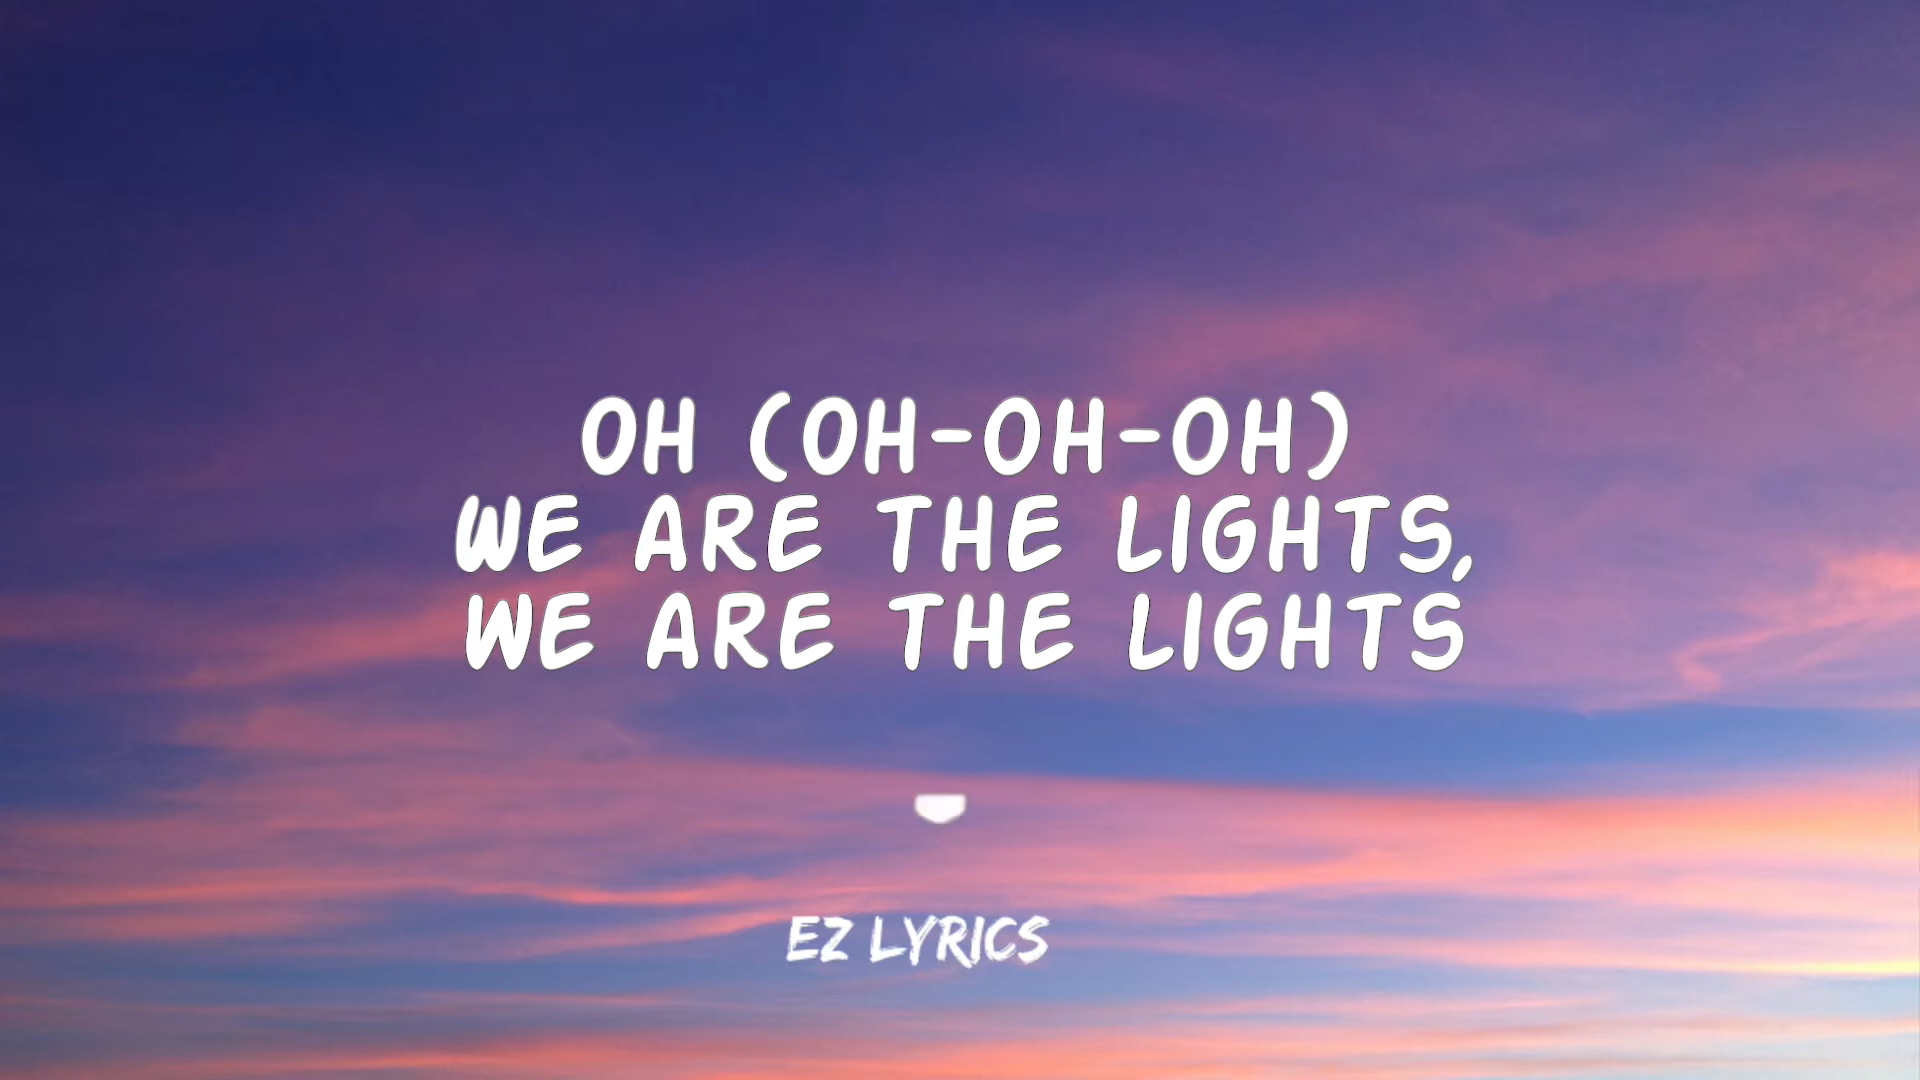 OH (OH-OH-OH)
WE ARE THE LIGHTS,
WE ARE THE LIGHTS
EZ LYRICS